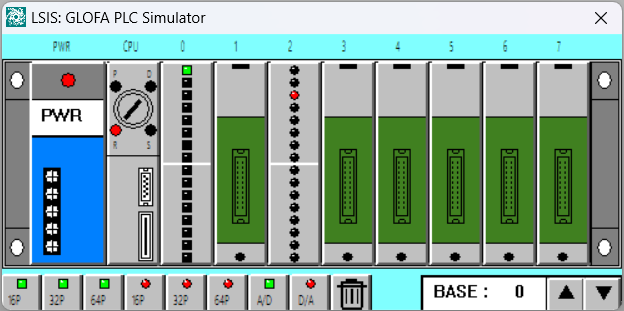 LSIS: GLOFA PLC Simulator
PWR CPU 0 1 2 3 4 5 6 7
P D
PWR
R S
16P 32P 64P 16P 32P 64P A/D D/A BASE : 0